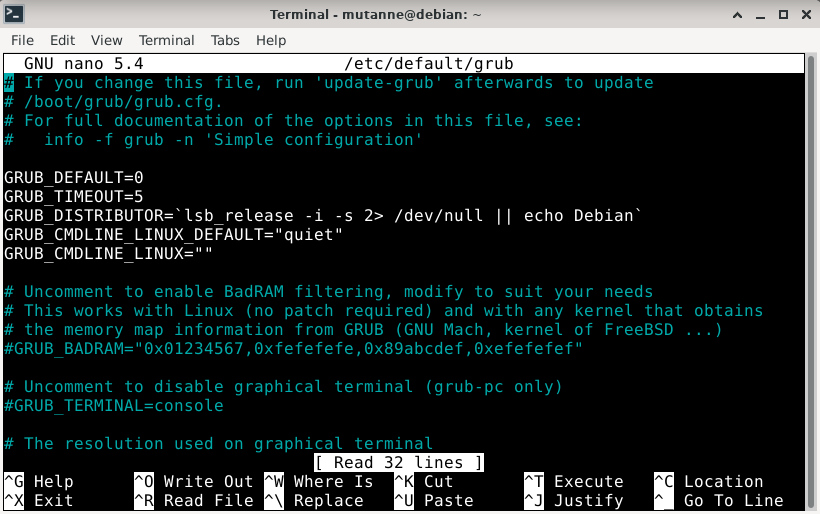 Terminal - mutanne@debian: ~
File Edit View Terminal Tabs Help
GNU nano 5.4 /etc/default/grub
# If you change this file, run 'update-grub' afterwards to update
# /boot/grub/grub.cfg.
# For full documentation of the options in this file, see:
#   info -f grub -n 'Simple configuration'
GRUB_DEFAULT=0
GRUB_TIMEOUT=5
GRUB_DISTRIBUTOR=`lsb_release -i -s 2> /dev/null || echo Debian`
GRUB_CMDLINE_LINUX_DEFAULT="quiet"
GRUB_CMDLINE_LINUX=""
# Uncomment to enable BadRAM filtering, modify to suit your needs
# This works with Linux (no patch required) and with any kernel that obtains
# the memory map information from GRUB (GNU Mach, kernel of FreeBSD ...)
#GRUB_BADRAM="0x01234567,0xfefefefe,0x89abcdef,0xefefefef"
# Uncomment to disable graphical terminal (grub-pc only)
#GRUB_TERMINAL=console
# The resolution used on graphical terminal
[ Read 32 lines ]
^G Help ^O Write Out ^W Where Is ^K Cut ^T Execute ^C Location
^X Exit ^R Read File ^\ Replace ^U Paste ^J Justify ^_ Go To Line